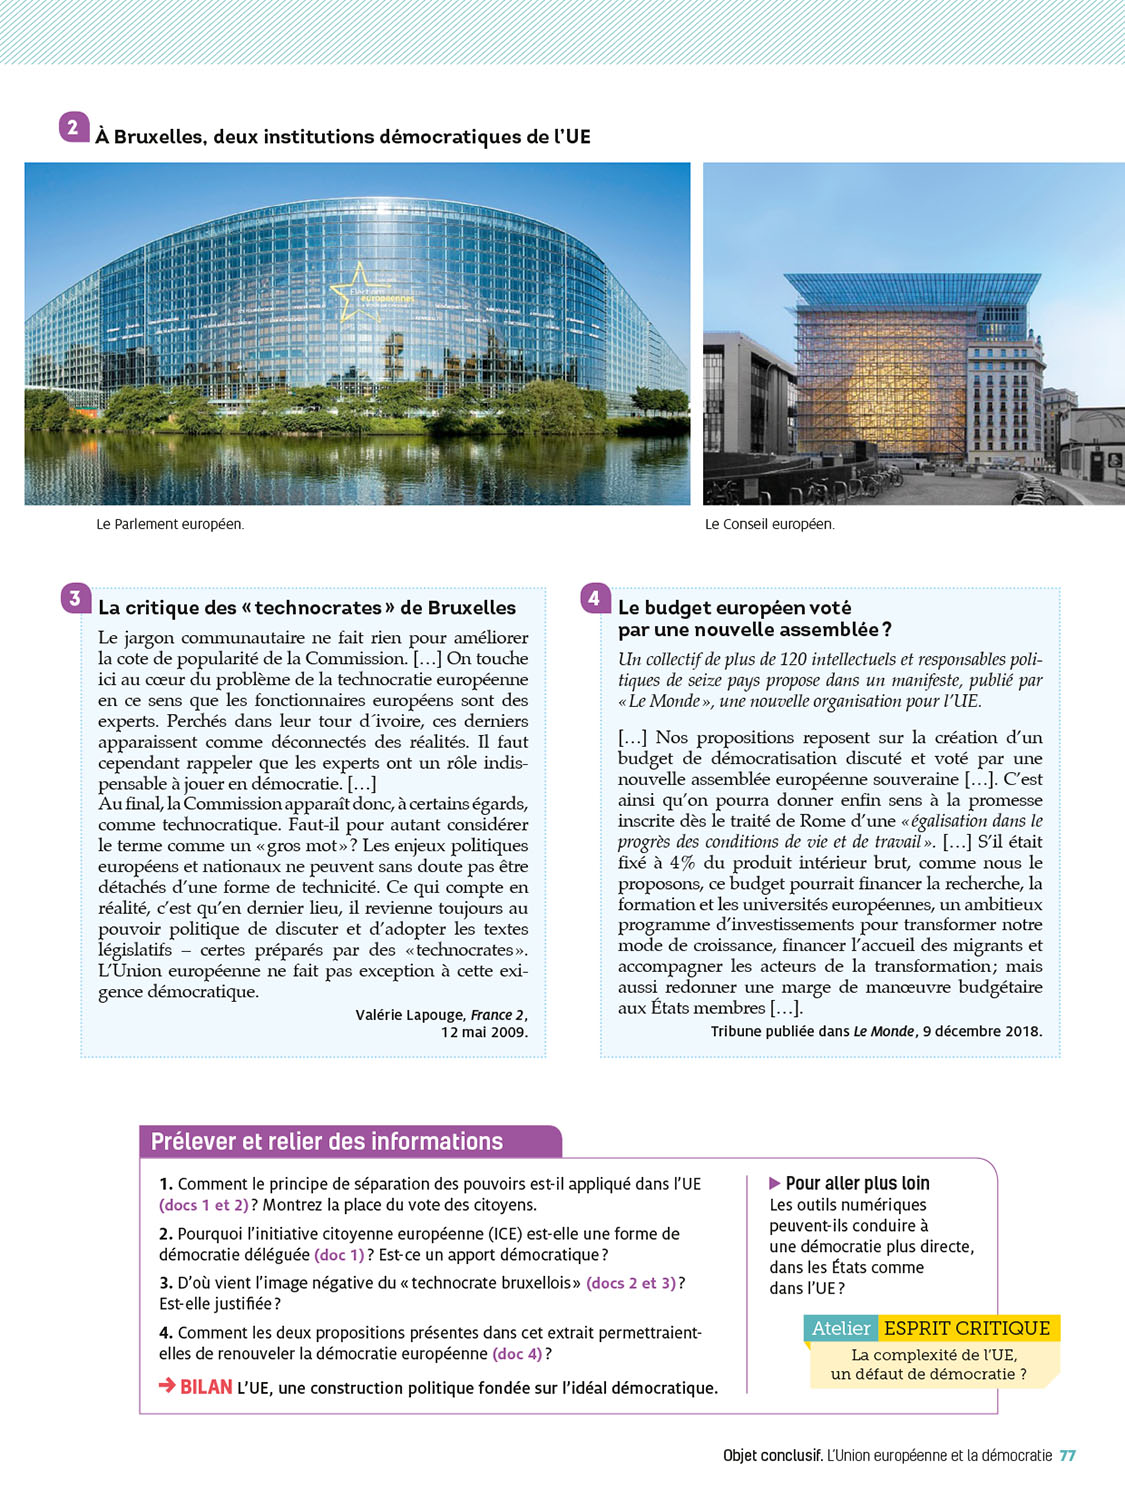 2
À Bruxelles, deux institutions démocratiques de l’UE
Élections
européennes
Le Parlement européen.
Le Conseil européen.
3
La critique des « technocrates » de Bruxelles
Le jargon communautaire ne fait rien pour améliorer
la cote de popularité de la Commission. […] On touche
ici au cœur du problème de la technocratie européenne
en ce sens que les fonctionnaires européens sont des
experts. Perchés dans leur tour d´ivoire, ces derniers
apparaissent comme déconnectés des réalités. Il faut
cependant rappeler que les experts ont un rôle indis-
pensable à jouer en démocratie. […]
Au final, la Commission apparaît donc, à certains égards,
comme technocratique. Faut-il pour autant considérer
le terme comme un « gros mot » ? Les enjeux politiques
européens et nationaux ne peuvent sans doute pas être
détachés d’une forme de technicité. Ce qui compte en
réalité, c’est qu’en dernier lieu, il revienne toujours au
pouvoir politique de discuter et d’adopter les textes
législatifs – certes préparés par des « technocrates ».
L’Union européenne ne fait pas exception à cette exi-
gence démocratique.
Valérie Lapouge, France 2,
12 mai 2009.
4
Le budget européen voté
par une nouvelle assemblée ?
Un collectif de plus de 120 intellectuels et responsables poli-
tiques de seize pays propose dans un manifeste, publié par
« Le Monde », une nouvelle organisation pour l’UE.
[…] Nos propositions reposent sur la création d’un
budget de démocratisation discuté et voté par une
nouvelle assemblée européenne souveraine […]. C’est
ainsi qu’on pourra donner enfin sens à la promesse
inscrite dès le traité de Rome d’une « égalisation dans le
progrès des conditions de vie et de travail ». […] S’il était
fixé à 4 % du produit intérieur brut, comme nous le
proposons, ce budget pourrait financer la recherche, la
formation et les universités européennes, un ambitieux
programme d’investissements pour transformer notre
mode de croissance, financer l’accueil des migrants et
accompagner les acteurs de la transformation ; mais
aussi redonner une marge de manœuvre budgétaire
aux États membres […].
Tribune publiée dans Le Monde, 9 décembre 2018.
Prélever et relier des informations
1. Comment le principe de séparation des pouvoirs est-il appliqué dans l’UE
(docs 1 et 2) ? Montrez la place du vote des citoyens.
2. Pourquoi l’initiative citoyenne européenne (ICE) est-elle une forme de
démocratie déléguée (doc 1) ? Est-ce un apport démocratique ?
3. D’où vient l’image négative du « technocrate bruxellois » (docs 2 et 3) ?
Est-elle justifiée ?
4. Comment les deux propositions présentes dans cet extrait permettraient-
elles de renouveler la démocratie européenne (doc 4) ?
BILAN L’UE, une construction politique fondée sur l’idéal démocratique.
Pour aller plus loin
Les outils numériques
peuvent-ils conduire à
une démocratie plus directe,
dans les États comme
dans l’UE ?
Atelier ESPRIT CRITIQUE
La complexité de l’UE,
un défaut de démocratie ?
Objet conclusif. L’Union européenne et la démocratie 77